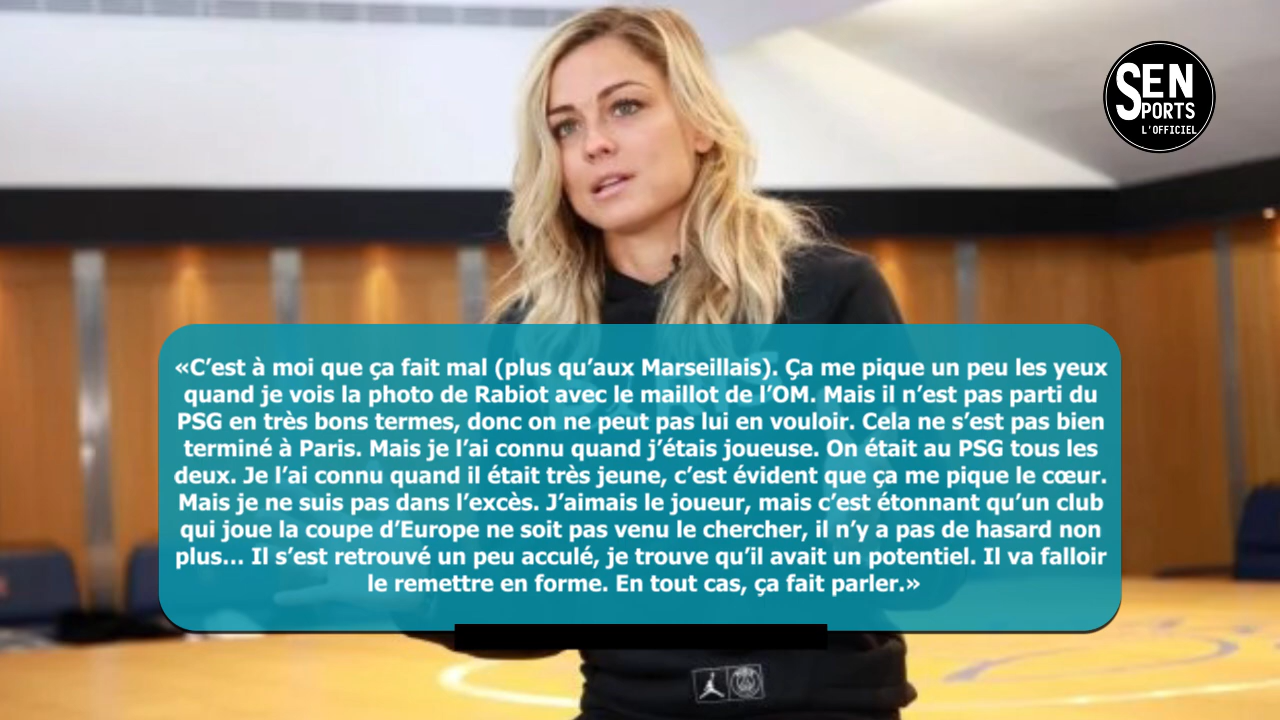 SEN
SPORTS
L'OFFICIEL
«C’est à moi que ça fait mal (plus qu’aux Marseillais). Ça me pique un peu les yeux
quand je vois la photo de Rabiot avec le maillot de l’OM. Mais il n’est pas parti du
PSG en très bons termes, donc on ne peut pas lui en vouloir. Cela ne s’est pas bien
terminé à Paris. Mais je l’ai connu quand j’étais joueuse. On était au PSG tous les
deux. Je l’ai connu quand il était très jeune, c’est évident que ça me pique le cœur.
Mais je ne suis pas dans l’excès. J’aimais le joueur, mais c’est étonnant qu’un club
qui joue la coupe d’Europe ne soit pas venu le chercher, il n’y a pas de hasard non
plus... Il s’est retrouvé un peu acculé, je trouve qu’il avait un potentiel. Il va falloir
le remettre en forme. En tout cas, ça fait parler.»